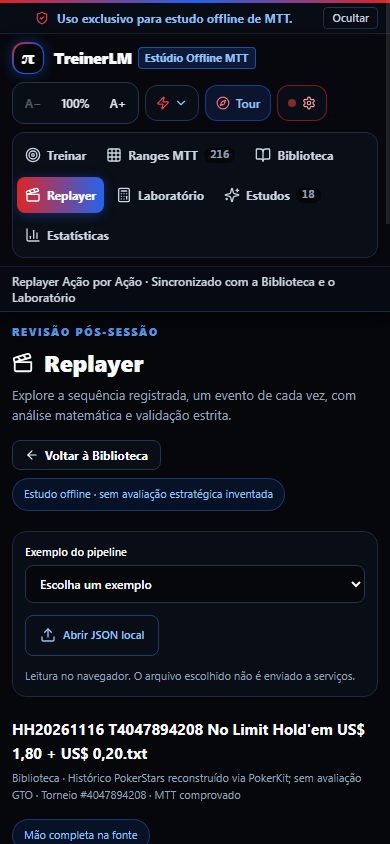 Uso exclusivo para estudo offline de MTT.
Ocultar
π
TreinerLM
Estúdio Offline MTT
A−
100%
A+
Tour
Treinar
Ranges MTT
216
Biblioteca
Replayer
Laboratório
Estudos
18
Estatísticas
Replayer Ação por Ação · Sincronizado com a Biblioteca e o
Laboratório
REVISÃO PÓS-SESSÃO
Replayer
Explore a sequência registrada, um evento de cada vez, com
análise matemática e validação estrita.
Voltar à Biblioteca
Estudo offline · sem avaliação estratégica inventada
Exemplo do pipeline
Escolha um exemplo
Abrir JSON local
Leitura no navegador. O arquivo escolhido não é enviado a serviços.
HH20261116 T4047894208 No Limit Hold'em US$
1,80 + US$ 0,20.txt
Biblioteca · Histórico PokerStars reconstruído via PokerKit; sem avaliação
GTO · Torneio #4047894208 · MTT comprovado
Mão completa na fonte